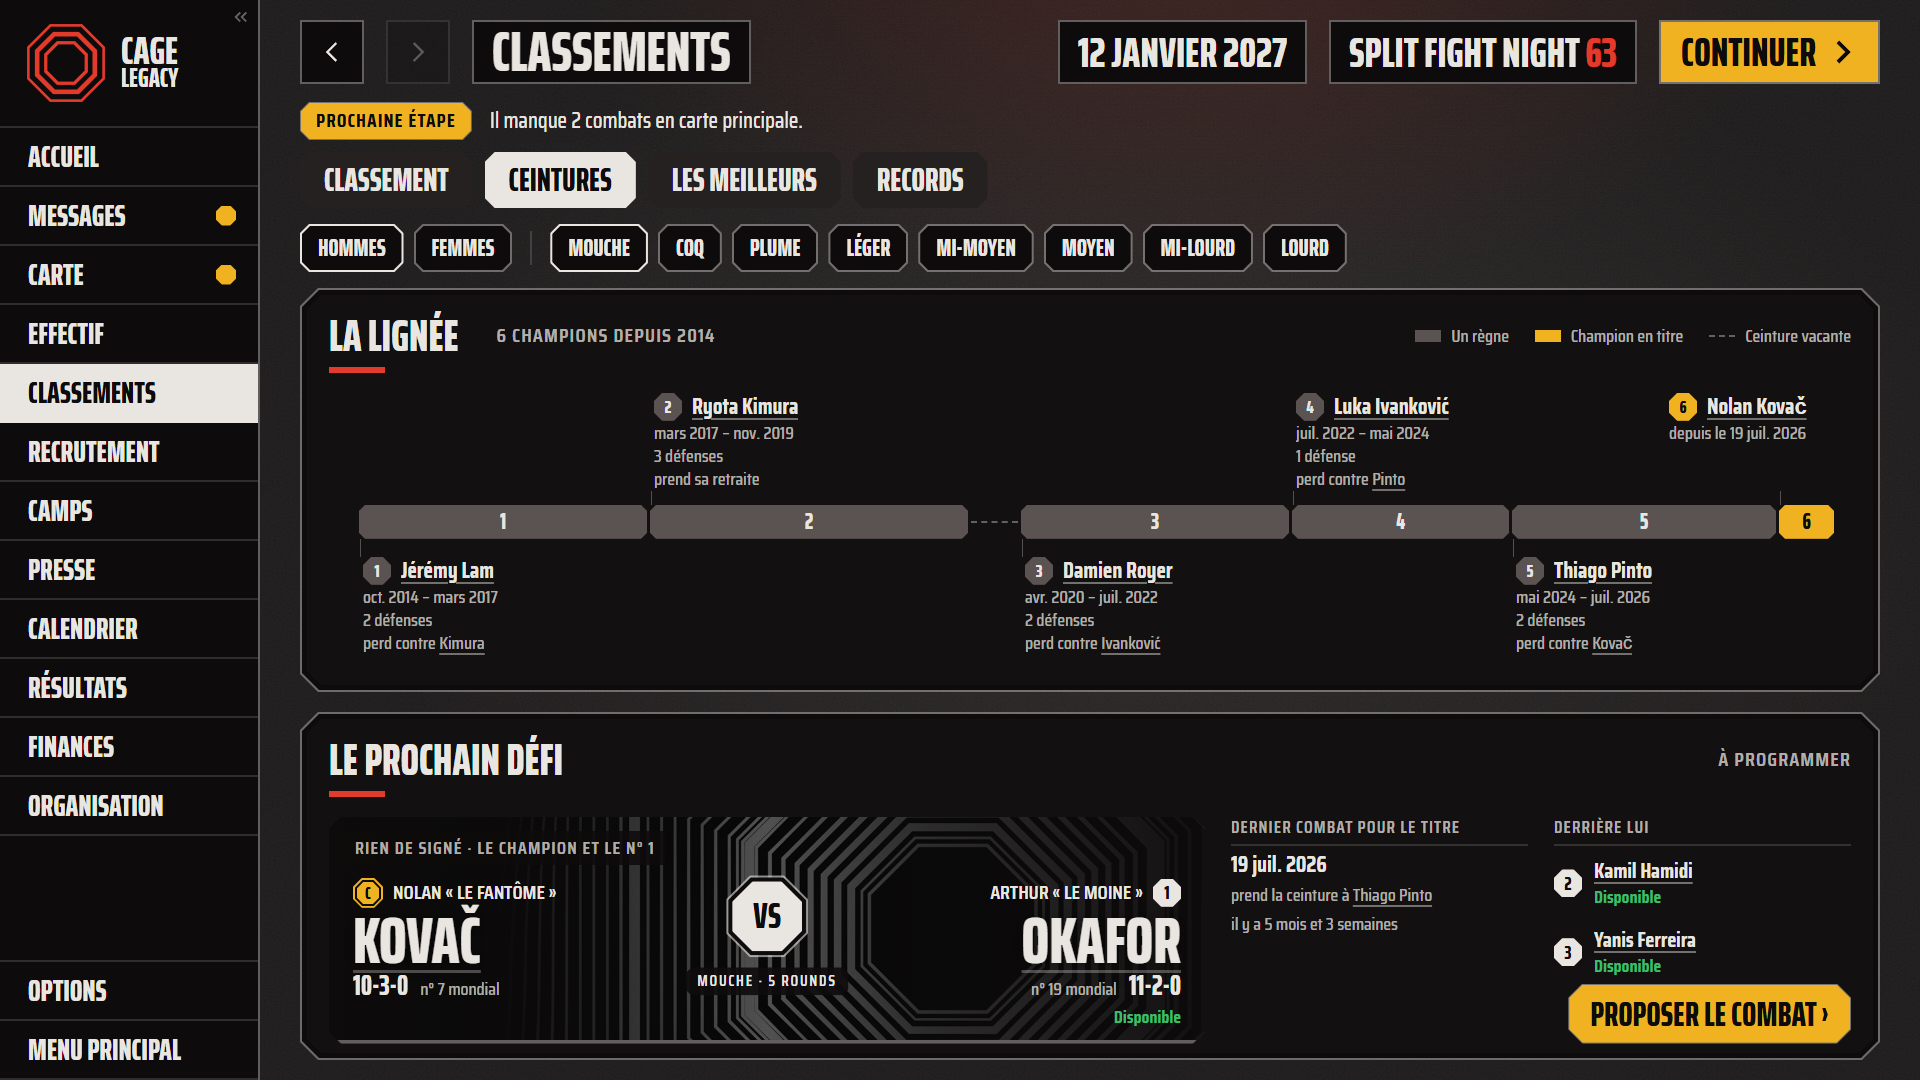 CAGE
LEGACY
«
ACCUEIL
MESSAGES
CARTE
EFFECTIF
CLASSEMENTS
RECRUTEMENT
CAMPS
PRESSE
CALENDRIER
RÉSULTATS
FINANCES
ORGANISATION
OPTIONS
MENU PRINCIPAL
CLASSEMENTS
12 JANVIER 2027
SPLIT FIGHT NIGHT 63
CONTINUER
PROCHAINE ÉTAPE Il manque 2 combats en carte principale.
CLASSEMENT CEINTURES LES MEILLEURS RECORDS
HOMMES FEMMES MOUCHE COQ PLUME LÉGER MI-MOYEN MOYEN MI-LOURD LOURD
LA LIGNÉE 6 CHAMPIONS DEPUIS 2014
Un règne Champion en titre Ceinture vacante
2 Ryota Kimura
mars 2017 – nov. 2019
3 défenses
prend sa retraite
4 Luka Ivanković
juil. 2022 – mai 2024
1 défense
perd contre Pinto
6 Nolan Kovač
depuis le 19 juil. 2026
1 2 3 4 5 6
1 Jérémy Lam
oct. 2014 – mars 2017
2 défenses
perd contre Kimura
3 Damien Royer
avr. 2020 – juil. 2022
2 défenses
perd contre Ivanković
5 Thiago Pinto
mai 2024 – juil. 2026
2 défenses
perd contre Kovač
LE PROCHAIN DÉFI
À PROGRAMMER
RIEN DE SIGNÉ · LE CHAMPION ET LE N° 1
C NOLAN « LE FANTÔME »
KOVAČ
10-3-0 n° 7 mondial
VS
MOUCHE · 5 ROUNDS
ARTHUR « LE MOINE » 1
OKAFOR
n° 19 mondial 11-2-0
Disponible
DERNIER COMBAT POUR LE TITRE
19 juil. 2026
prend la ceinture à Thiago Pinto
il y a 5 mois et 3 semaines
DERRIÈRE LUI
2 Kamil Hamidi
Disponible
3 Yanis Ferreira
Disponible
PROPOSER LE COMBAT ›